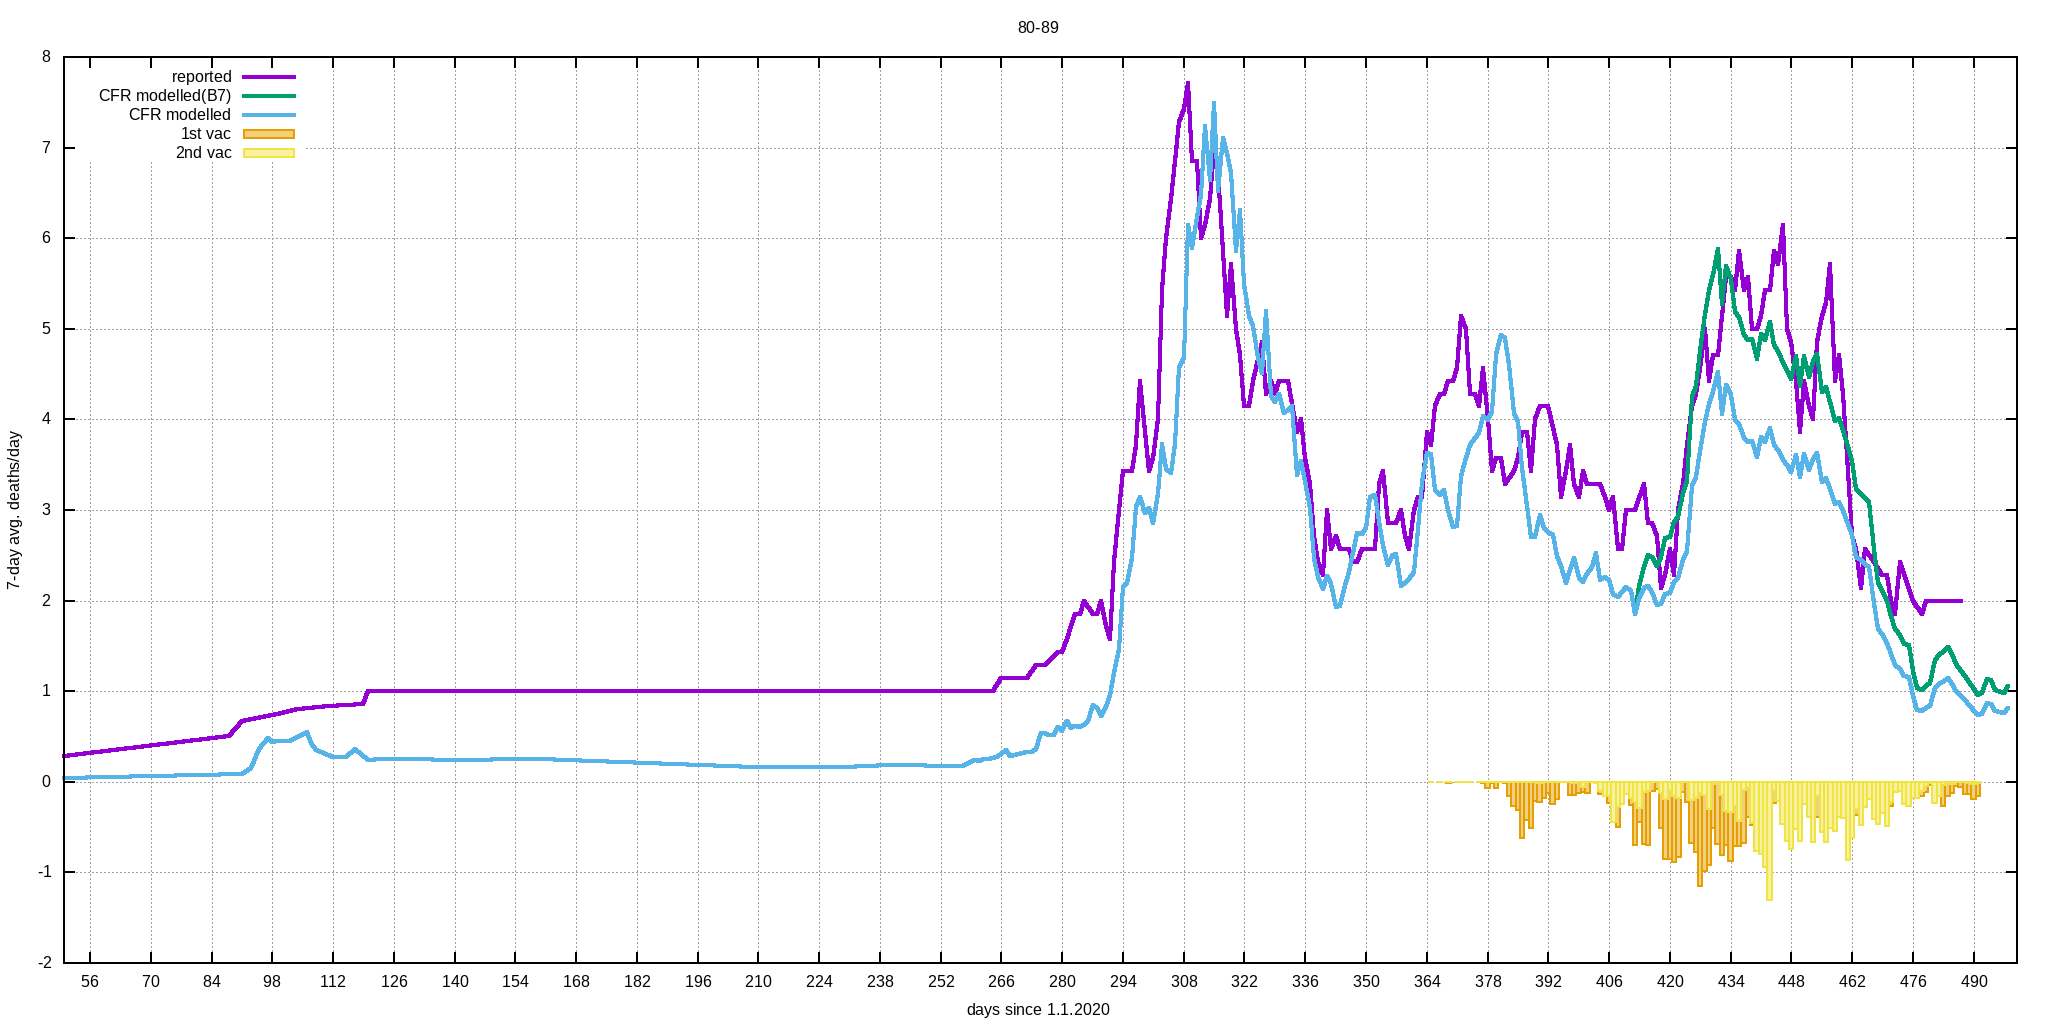 80-89
reported
CFR modelled(B7)
CFR modelled
1st vac
2nd vac
8
7
6
5
4
3
2
1
0
-1
-2
7-day avg. deaths/day
56 70 84 98 112 126 140 154 168 182 196 210 224 238 252 266 280 294 308 322 336 350 364 378 392 406 420 434 448 462 476 490
days since 1.1.2020